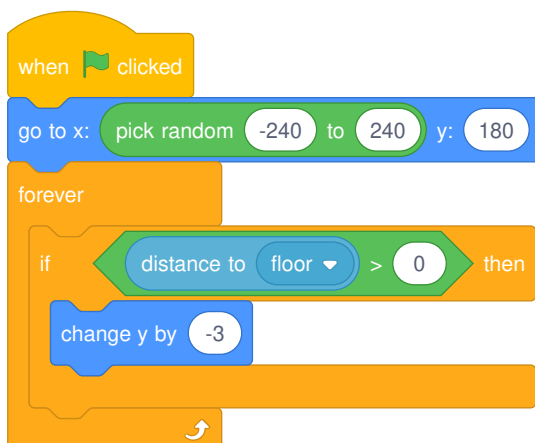 when clicked
go to x: pick random -240 to 240 y: 180
forever
if distance to floor > 0 then
change y by -3